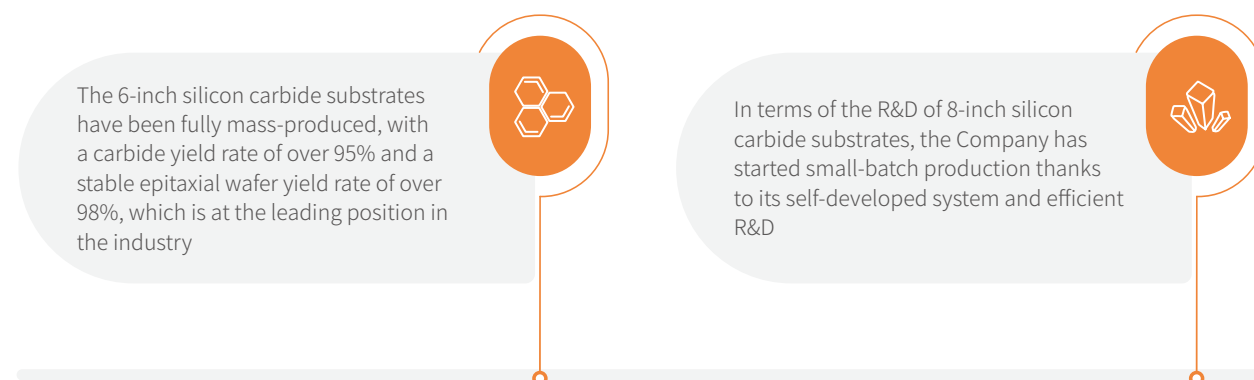 The 6-inch silicon carbide substrates
have been fully mass-produced, with
a carbide yield rate of over 95% and a
stable epitaxial wafer yield rate of over
98%, which is at the leading position in
the industry
In terms of the R&D of 8-inch silicon
carbide substrates, the Company has
started small-batch production thanks
to its self-developed system and efficient
R&D